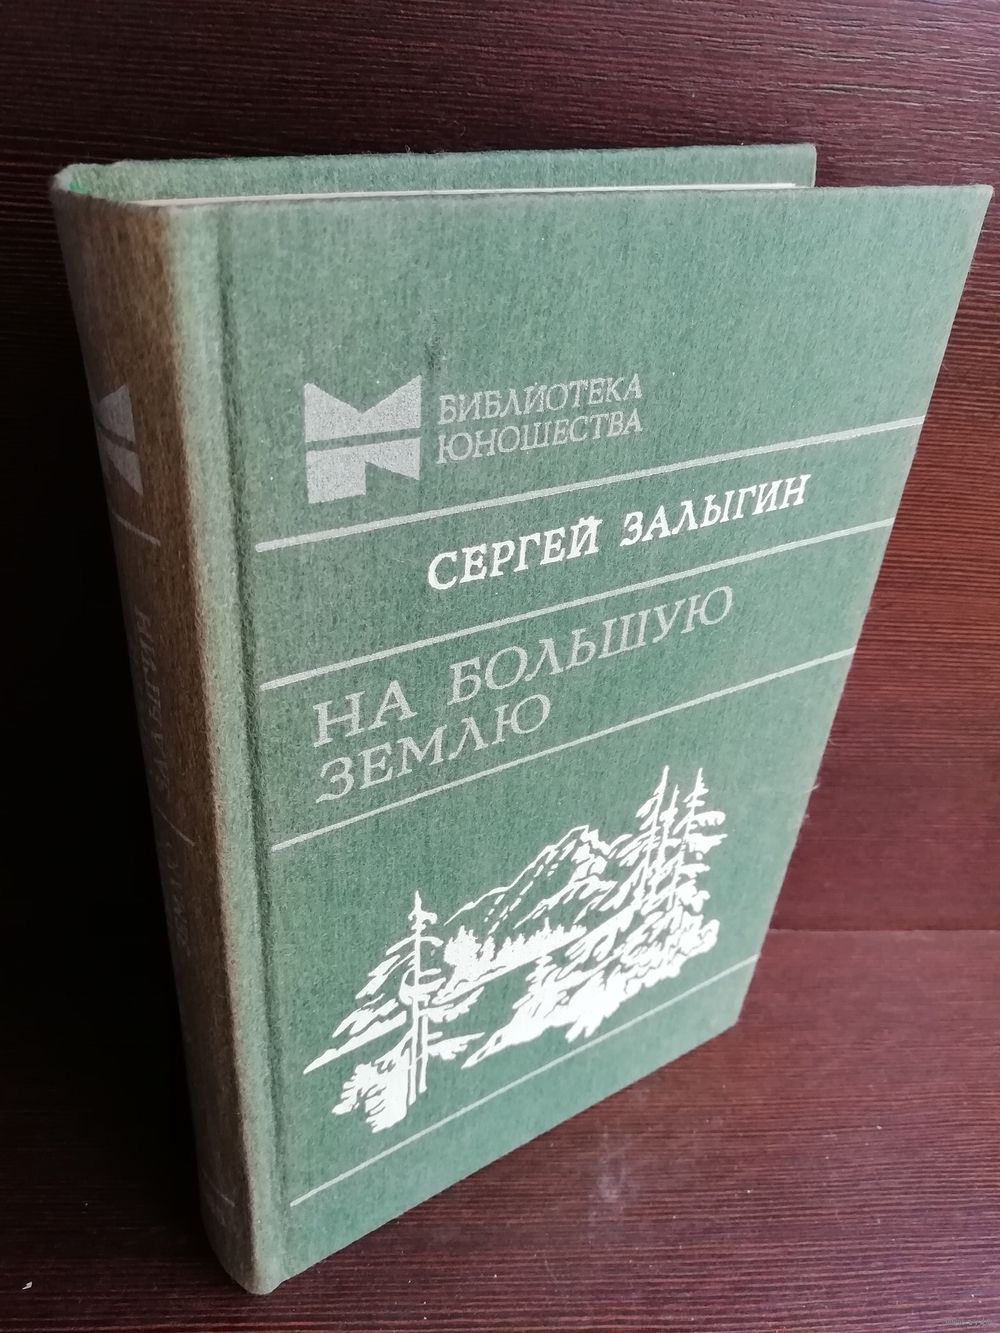 БИБЛИОТЕКА
ЮНОШЕСТВА
СЕРГЕЙ ЗАЛЫГИН
НА БОЛЬШУЮ
ЗЕМЛЮ